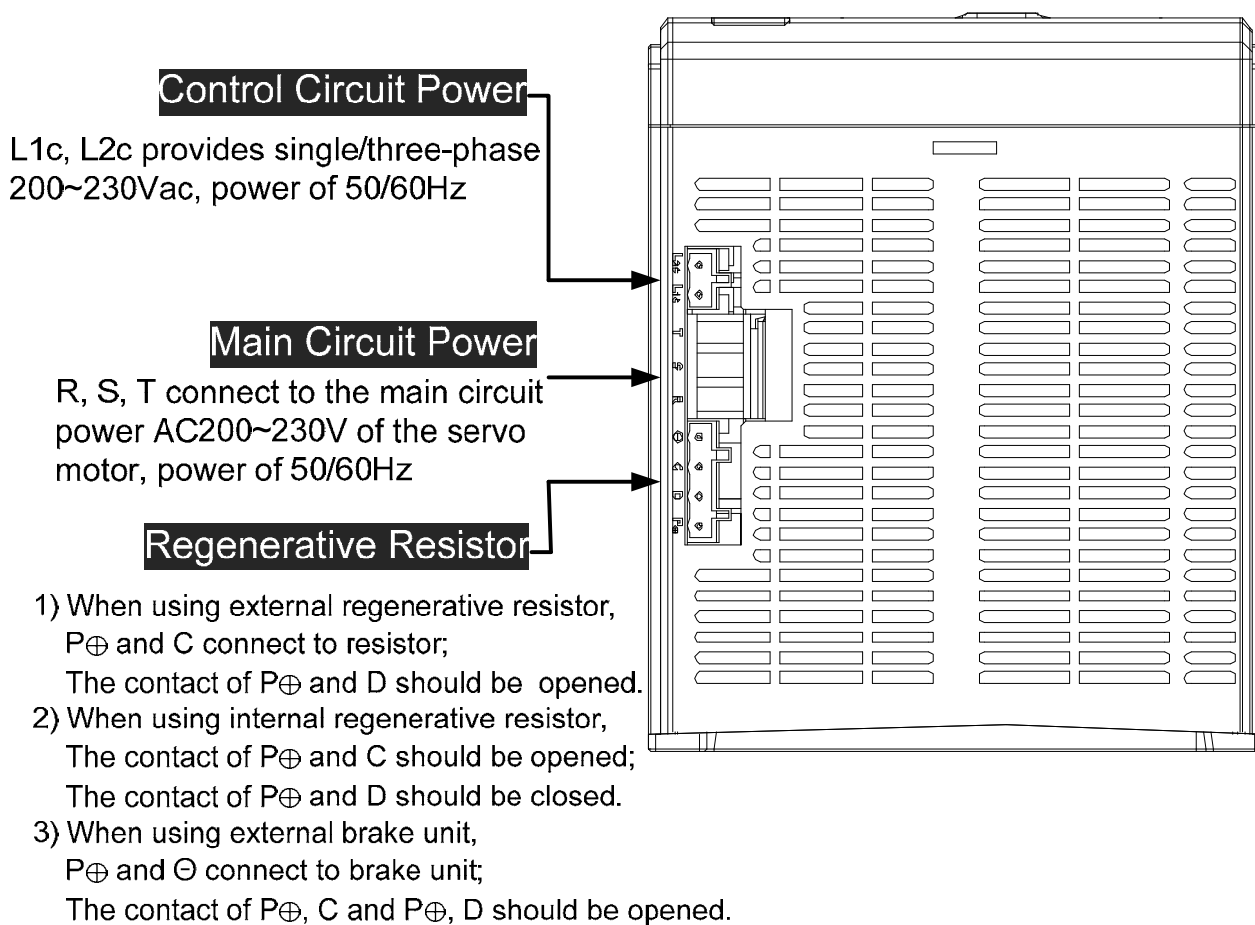 Control Circuit Power
L1c, L2c provides single/three-phase
200~230Vac, power of 50/60Hz
Main Circuit Power
R, S, T connect to the main circuit
power AC200~230V of the servo
motor, power of 50/60Hz
Regenerative Resistor
1) When using external regenerative resistor,
P⊕ and C connect to resistor;
The contact of P⊕ and D should be opened.
2) When using internal regenerative resistor,
The contact of P⊕ and C should be opened;
The contact of P⊕ and D should be closed.
3) When using external brake unit,
P⊕ and Θ connect to brake unit;
The contact of P⊕, C and P⊕, D should be opened.
L2c
L1c
T
S
R
Θ
C
D
P⊕